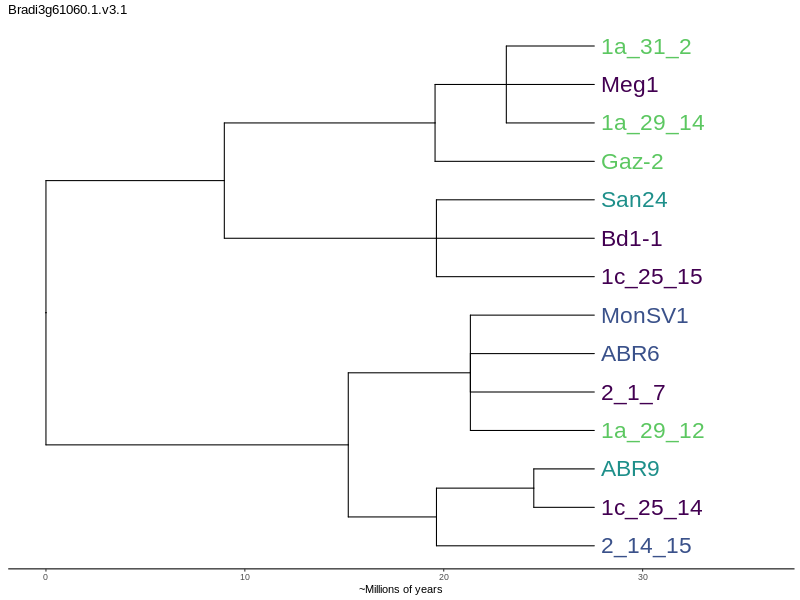 Bradi3g61060.1.v3.1
1a_31_2
Meg1
1a_29_14
Gaz-2
San24
Bd1-1
1c_25_15
MonSV1
ABR6
2_1_7
1a_29_12
ABR9
1c_25_14
2_14_15
0 10 20 30
~Millions of years